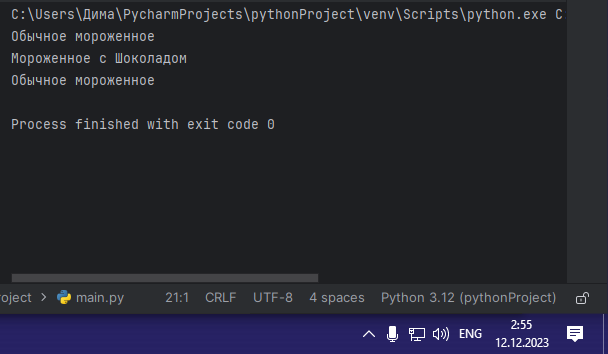 C:\Users\Дима\PycharmProjects\pythonProject\venv\Scripts\python.exe C
Обычное мороженное
Мороженное с Шоколадом
Обычное мороженное
Process finished with exit code 0
roject > main.py 21:1 CRLF UTF-8 4 spaces Python 3.12 (pythonProject)
ENG 2:55
12.12.2023